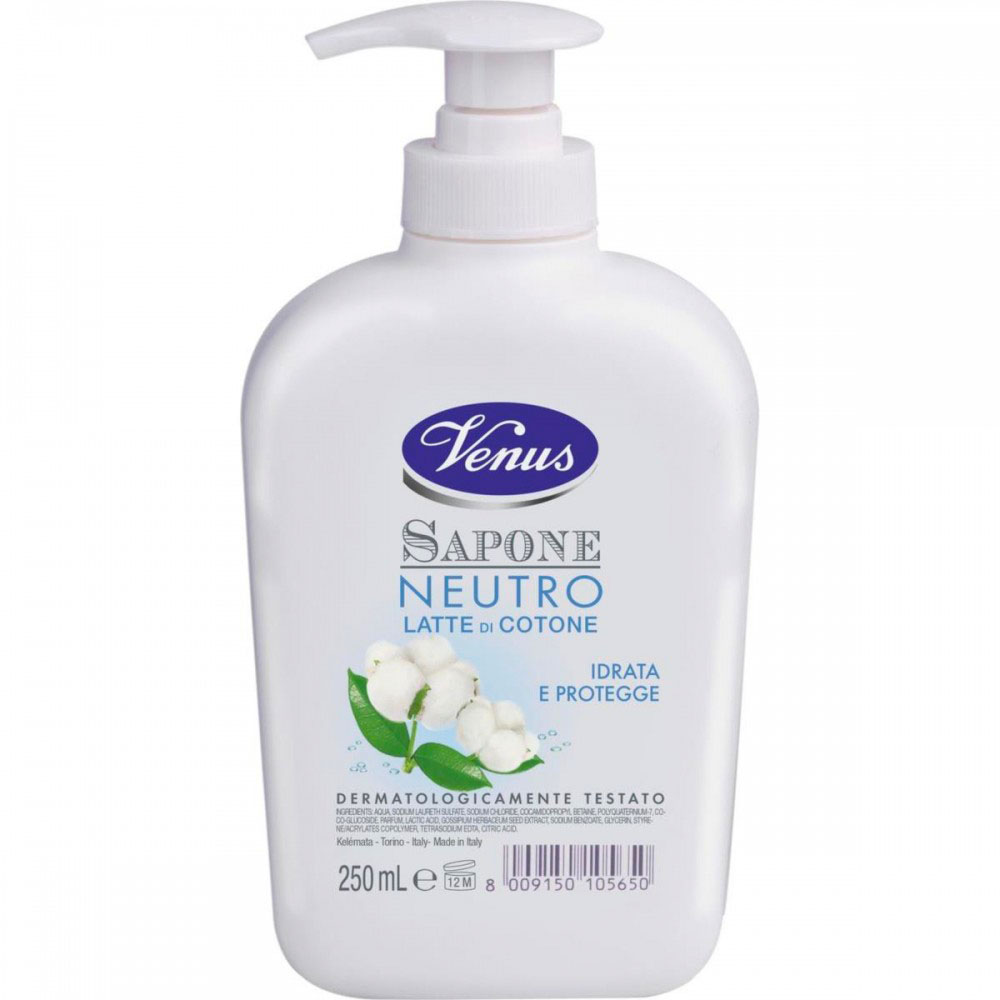 Venus
SAPONE
NEUTRO
LATTE DI COTONE
IDRATA
E PROTEGGE
DERMATOLOGICAMENTE TESTATO
INGREDIENTS: AQUA, SODIUM LAURETH SULFATE, SODIUM CHLORIDE, COCAMIDOPROPYL BETAINE, POLYQUATERNIUM-7, CO-
CO-GLUCOSIDE, PARFUM, LACTIC ACID, GOSSIPIUM HERBACEUM SEED EXTRACT, SODIUM BENZOATE, GLYCERIN, STYRE-
NE/ACRYLATES COPOLYMER, TETRASODIUM EDTA, CITRIC ACID.
Kelémata - Torino - Italy- Made in Italy
250 mL e 12 M
8 009150 105650